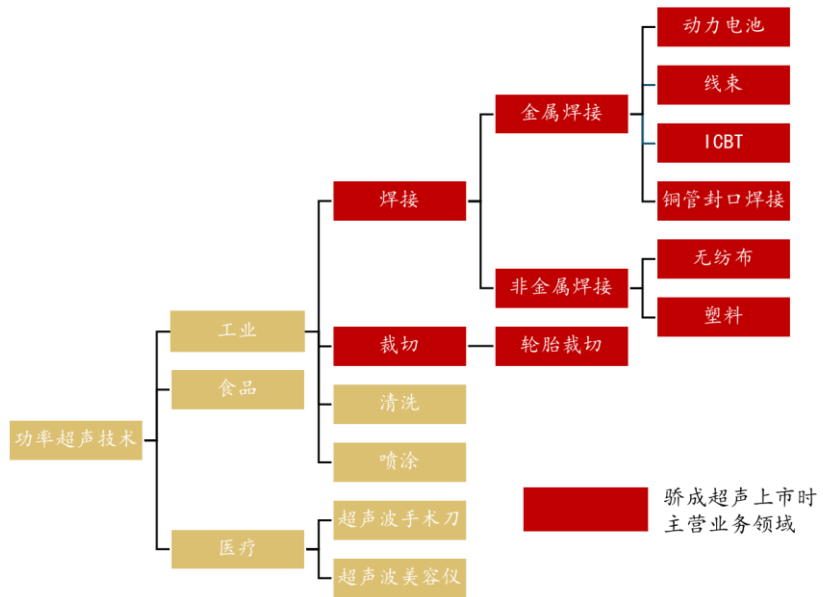 动力电池
线束
金属焊接
ICBT
焊接
铜管封口焊接
无纺布
非金属焊接
塑料
工业
裁切
轮胎裁切
食品
清洗
功率超声技术
喷涂
骄成超声上市时
主营业务领域
超声波手术刀
医疗
超声波美容仪